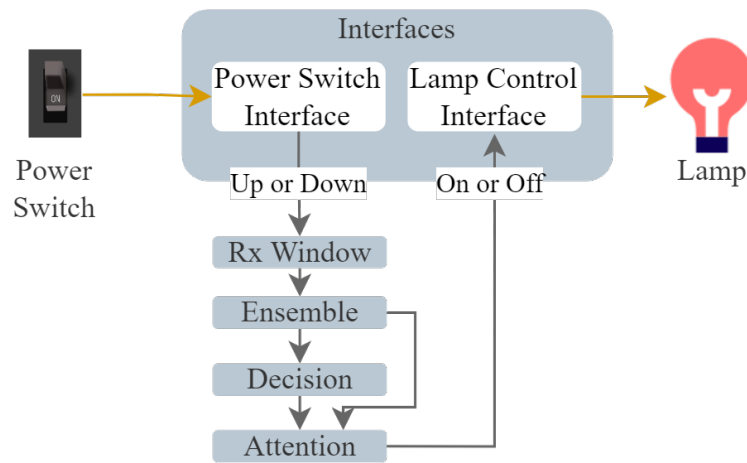 Interfaces
Power Switch
Interface
Lamp Control
Interface
ON
Power
Switch
Lamp
Up or Down
On or Off
Rx Window
Ensemble
Decision
Attention